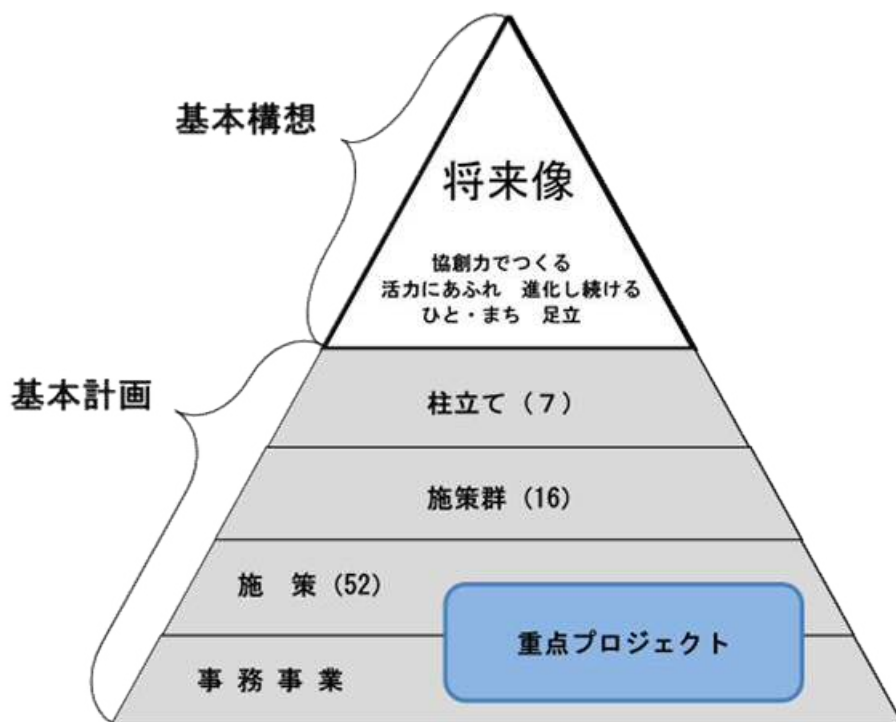 基本構想
将来像
協創力でつくる
活力にあふれ　進化し続ける
ひと・まち　足立
基本計画
柱立て（７）
施策群（16）
施　策（52）
重点プロジェクト
事 務 事 業